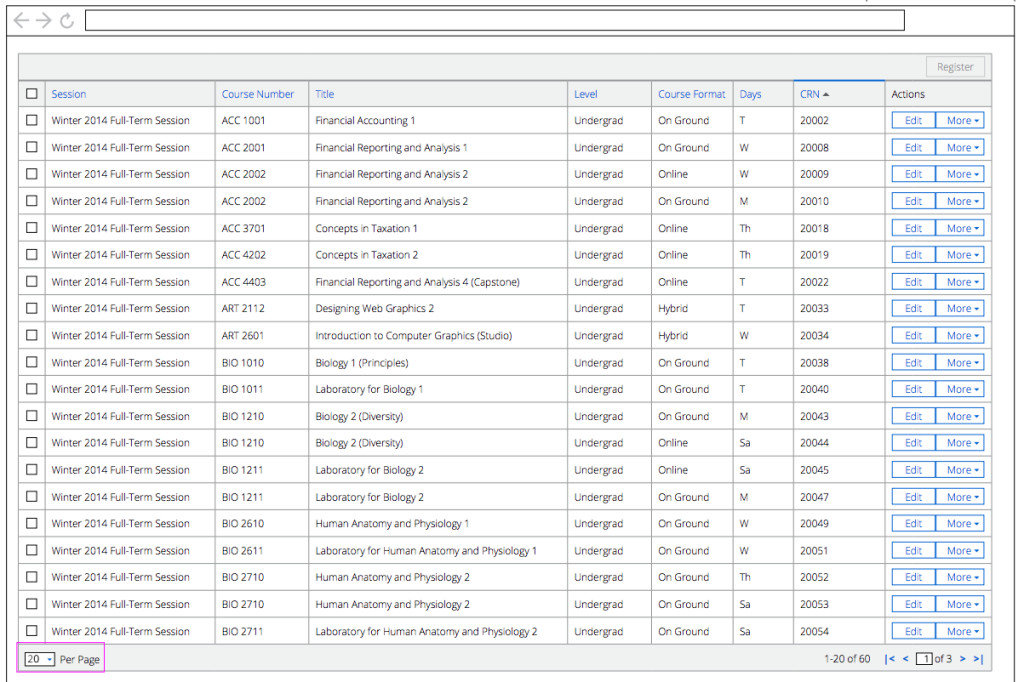 Register
Session Course Number Title Level Course Format Days CRN Actions
Winter 2014 Full-Term Session ACC 1001 Financial Accounting 1 Undergrad On Ground T 20002 Edit More
Winter 2014 Full-Term Session ACC 2001 Financial Reporting and Analysis 1 Undergrad On Ground W 20008 Edit More
Winter 2014 Full-Term Session ACC 2002 Financial Reporting and Analysis 2 Undergrad Online W 20009 Edit More
Winter 2014 Full-Term Session ACC 2002 Financial Reporting and Analysis 2 Undergrad On Ground M 20010 Edit More
Winter 2014 Full-Term Session ACC 3701 Concepts in Taxation 1 Undergrad Online Th 20018 Edit More
Winter 2014 Full-Term Session ACC 4202 Concepts in Taxation 2 Undergrad Online Th 20019 Edit More
Winter 2014 Full-Term Session ACC 4403 Financial Reporting and Analysis 4 (Capstone) Undergrad Online T 20022 Edit More
Winter 2014 Full-Term Session ART 2112 Designing Web Graphics 2 Undergrad Hybrid T 20033 Edit More
Winter 2014 Full-Term Session ART 2601 Introduction to Computer Graphics (Studio) Undergrad Hybrid W 20034 Edit More
Winter 2014 Full-Term Session BIO 1010 Biology 1 (Principles) Undergrad On Ground T 20038 Edit More
Winter 2014 Full-Term Session BIO 1011 Laboratory for Biology 1 Undergrad On Ground T 20040 Edit More
Winter 2014 Full-Term Session BIO 1210 Biology 2 (Diversity) Undergrad On Ground M 20043 Edit More
Winter 2014 Full-Term Session BIO 1210 Biology 2 (Diversity) Undergrad Online Sa 20044 Edit More
Winter 2014 Full-Term Session BIO 1211 Laboratory for Biology 2 Undergrad Online Sa 20045 Edit More
Winter 2014 Full-Term Session BIO 1211 Laboratory for Biology 2 Undergrad On Ground M 20047 Edit More
Winter 2014 Full-Term Session BIO 2610 Human Anatomy and Physiology 1 Undergrad On Ground W 20049 Edit More
Winter 2014 Full-Term Session BIO 2611 Laboratory for Human Anatomy and Physiology 1 Undergrad On Ground W 20051 Edit More
Winter 2014 Full-Term Session BIO 2710 Human Anatomy and Physiology 2 Undergrad On Ground Th 20052 Edit More
Winter 2014 Full-Term Session BIO 2710 Human Anatomy and Physiology 2 Undergrad On Ground Sa 20053 Edit More
Winter 2014 Full-Term Session BIO 2711 Laboratory for Human Anatomy and Physiology 2 Undergrad On Ground Sa 20054 Edit More
20 Per Page 1-20 of 60 |< < 1 of 3 > >|